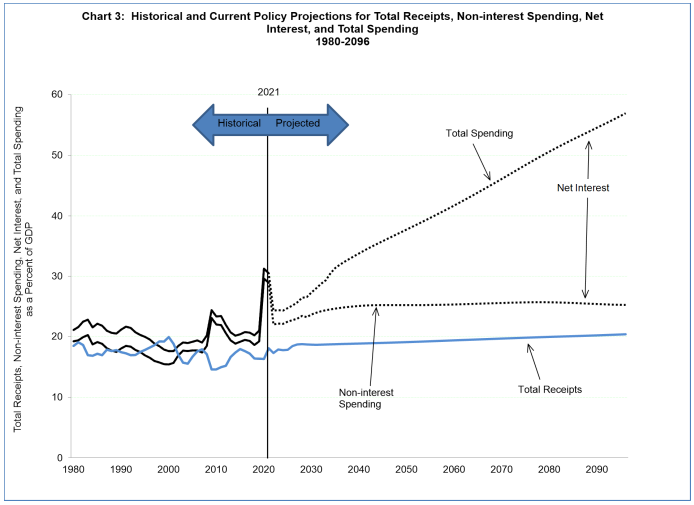 Chart 3:  Historical and Current Policy Projections for Total Receipts, Non-interest Spending, Net
Interest, and Total Spending
1980-2096
Total Receipts, Non-interest Spending, Net Interest, and Total Spending
as a Percent of GDP
60
50
40
30
20
10
0
2021
Historical
Projected
Total Spending
Net Interest
Non-interest
Spending
Total Receipts
1980 1990 2000 2010 2020 2030 2040 2050 2060 2070 2080 2090